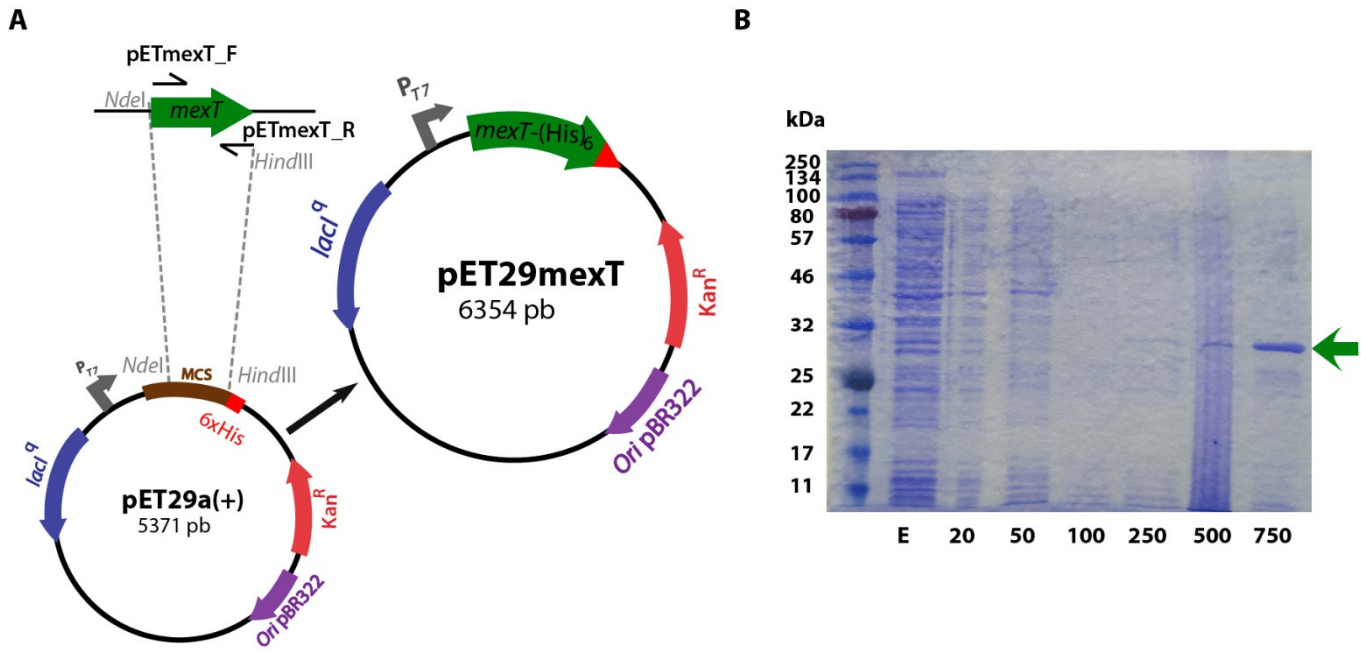 A
pETmexT_F
NdeI
mexT
pETmexT_R
HindIII
PT7
NdeI
MCS
HindIII
6xHis
lacIq
pET29a(+)
5371 pb
KanR
Ori pBR322
PT7
mexT-(His)6
lacIq
pET29mexT
6354 pb
KanR
Ori pBR322
B
kDa
250
134
100
80
57
46
32
25
22
17
11
E 20 50 100 250 500 750